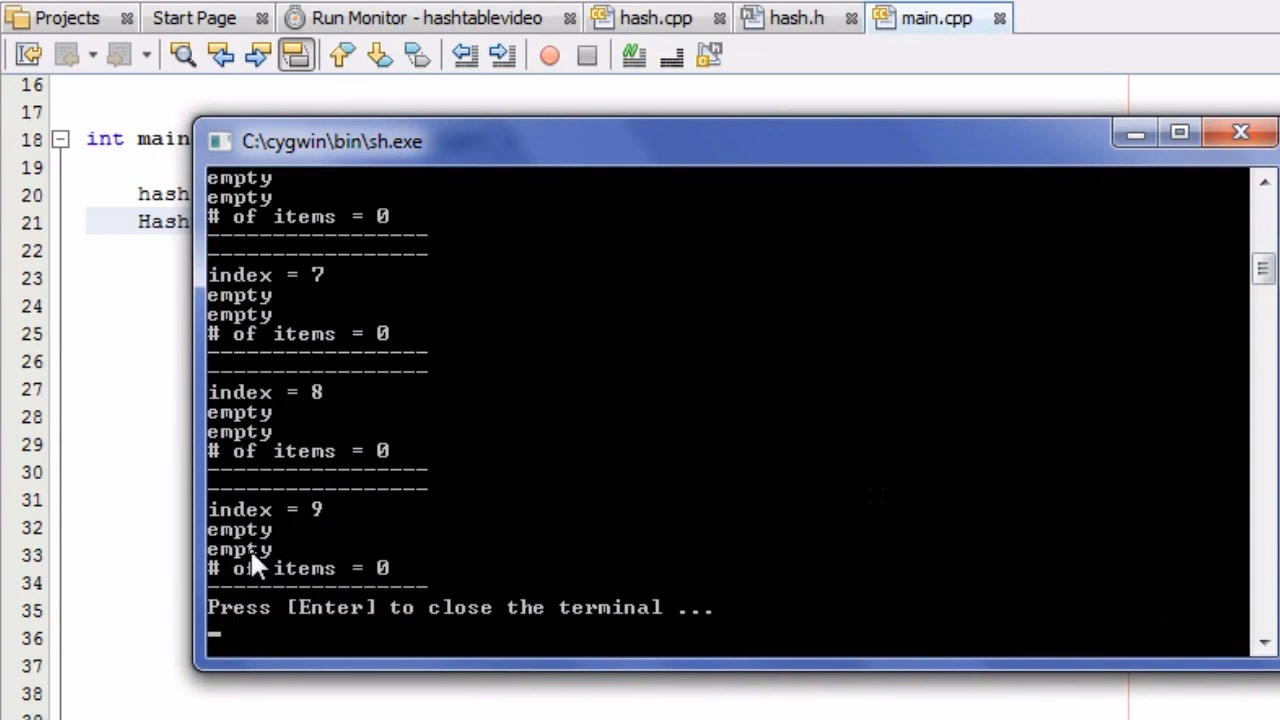 Projects Start Page Run Monitor - hashtablevideo hash.cpp hash.h main.cpp
16
17
18 int main
19
20 hash
21 Hash
22
23
24
25
26
27
28
29
30
31
32
33
34
35
36
37
38
C:\cygwin\bin\sh.exe
empty
empty
# of items = 0
----------------
----------------
index = 7
empty
empty
# of items = 0
----------------
----------------
index = 8
empty
empty
# of items = 0
----------------
----------------
index = 9
empty
empty
# of items = 0
----------------
Press [Enter] to close the terminal ...